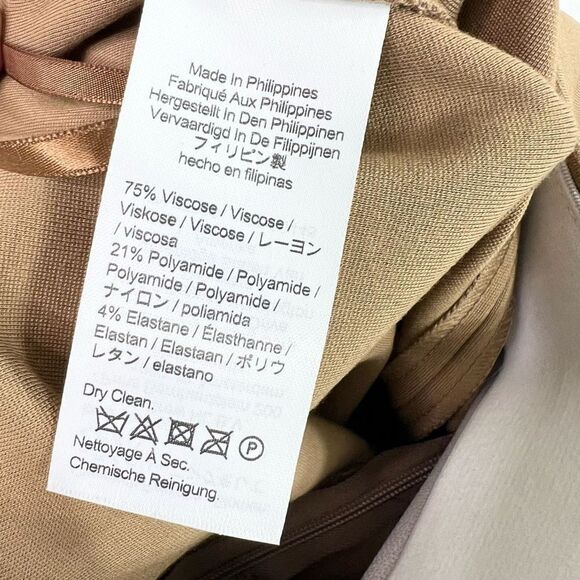 Made In Philippines
Fabriqué Aux Philippines
Hergestellt In Den Philippinen
Vervaardigd In De Filippijnen
フィリピン製
hecho en filipinas
75% Viscose / Viscose /
Viskose / Viscose / レーヨン
/ viscosa
21% Polyamide / Polyamide /
Polyamide / Polyamide /
ナイロン / poliamida
4% Elastane / Élasthanne /
Elastan / Elastaan / ポリウ
レタン / elastano
Dry Clean.
P
Nettoyage À Sec.
Chemische Reinigung.